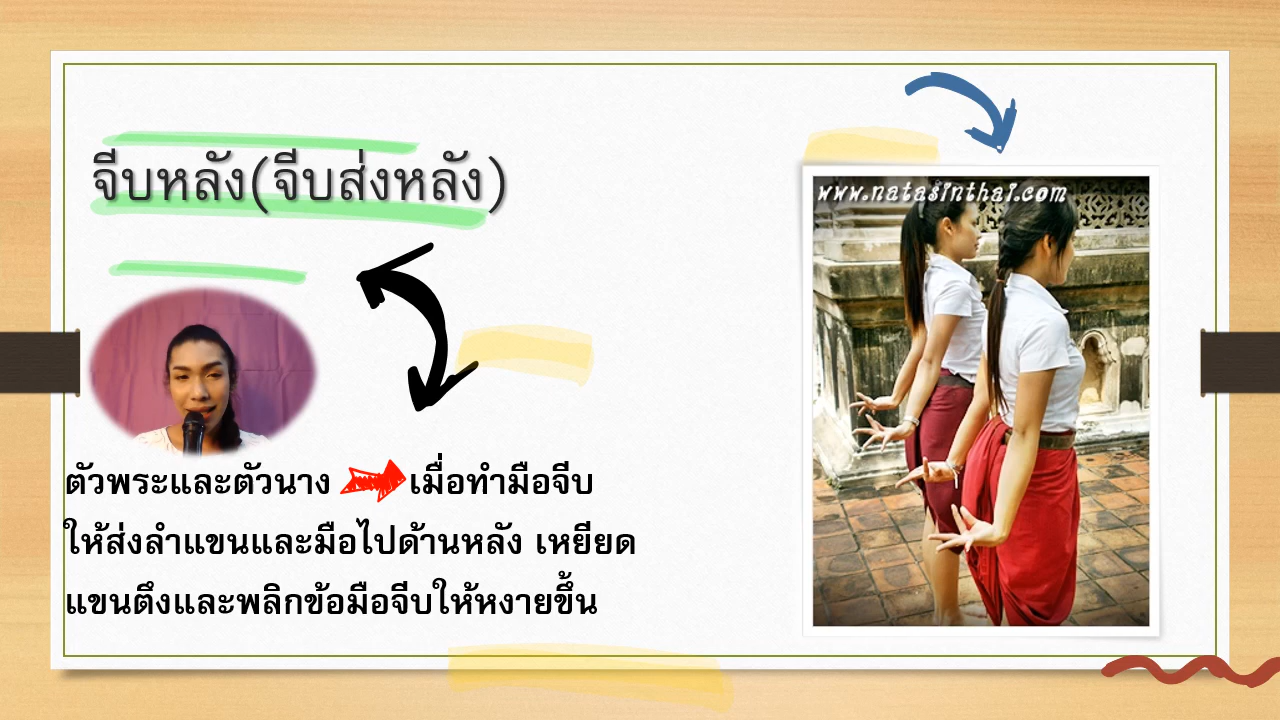 จีบหลัง(จีบส่งหลัง)
www.natasinthai.com
ตัวพระและตัวนาง เมื่อทำมือจีบ
ให้ส่งลำแขนและมือไปด้านหลัง เหยียด
แขนตึงและพลิกข้อมือจีบให้หงายขึ้น